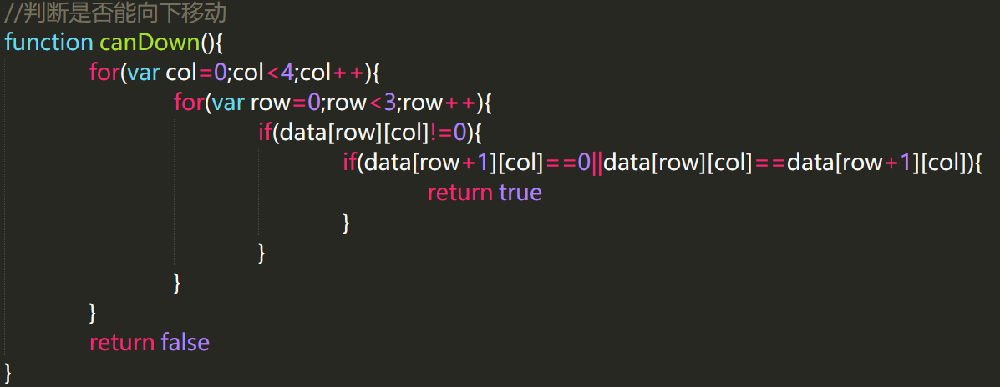 //判断是否能向下移动
function canDown(){
for(var col=0;col<4;col++){
for(var row=0;row<3;row++){
if(data[row][col]!=0){
if(data[row+1][col]==0||data[row][col]==data[row+1][col]){
return true
}
}
}
}
return false
}